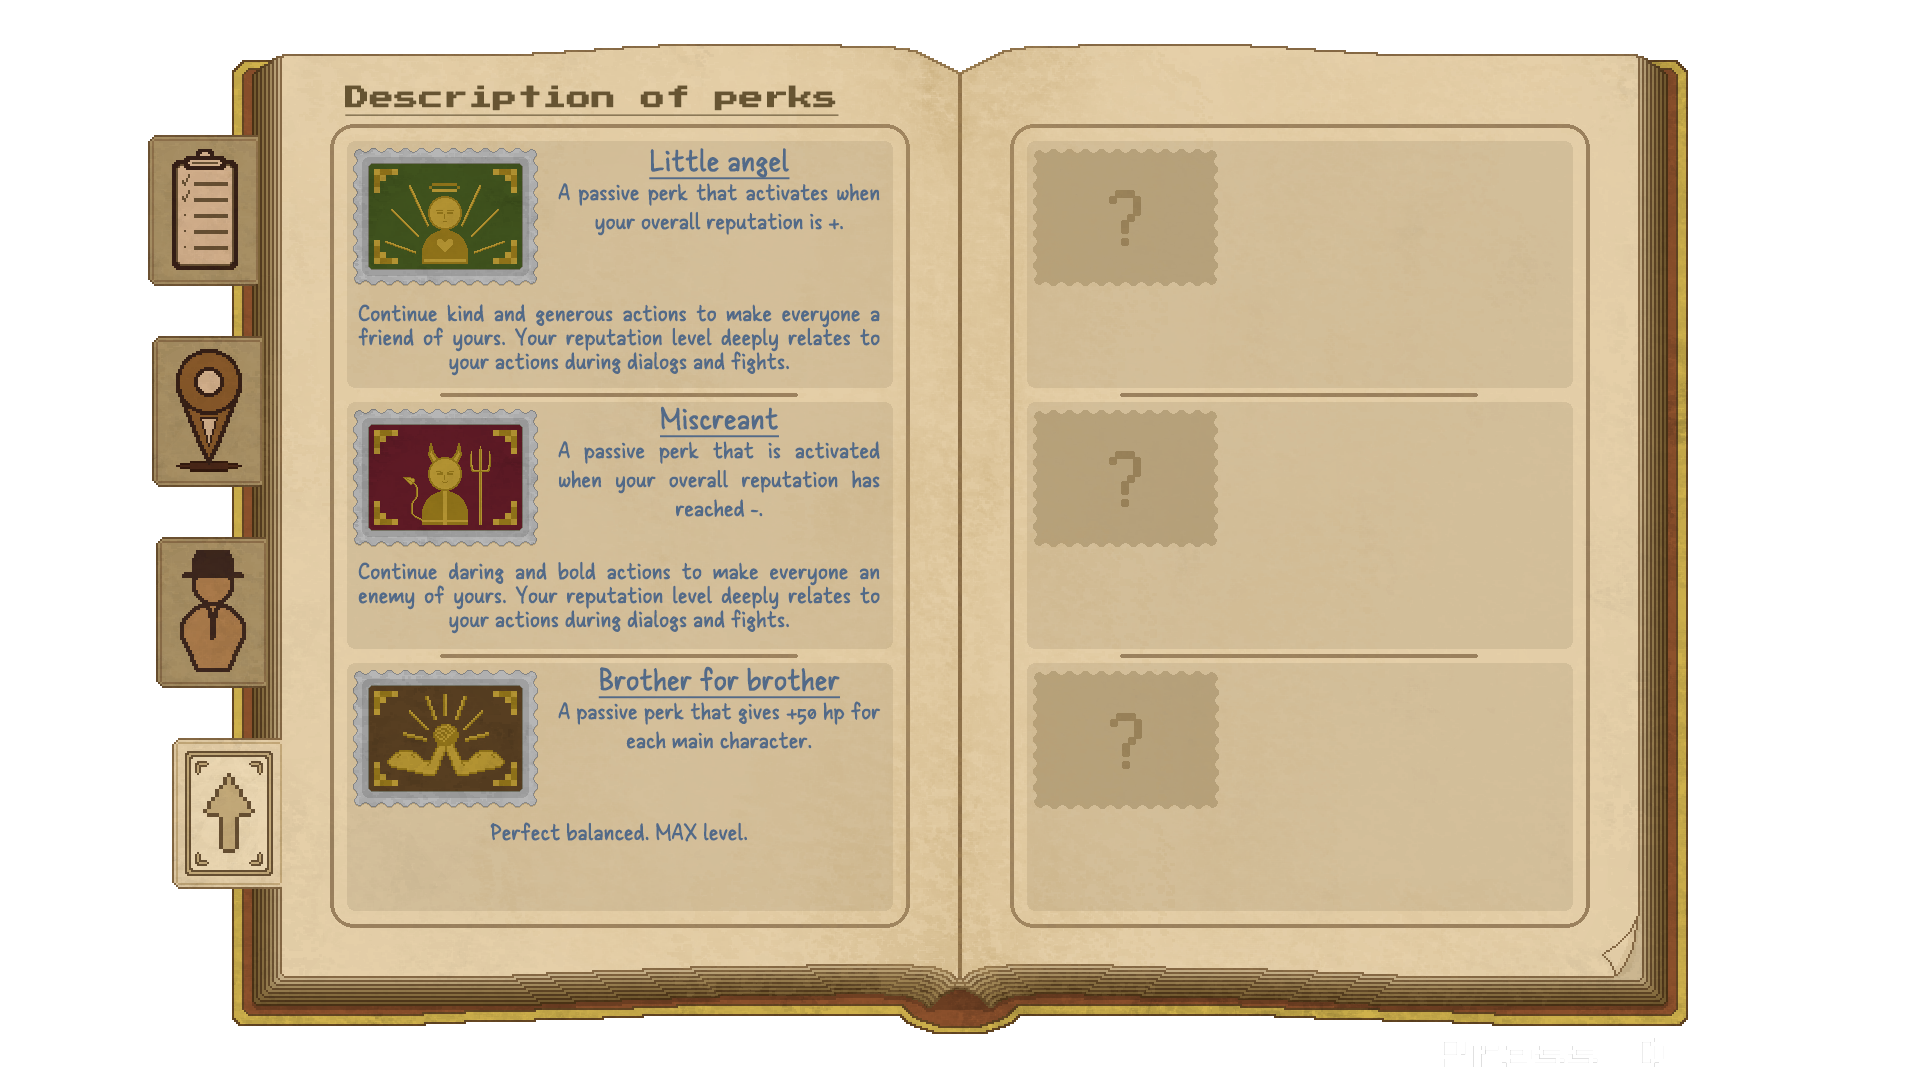 Description of perks
Little angel
A passive perk that activates when
your overall reputation is +.
Continue kind and generous actions to make everyone a
friend of yours. Your reputation level deeply relates to
your actions during dialogs and fights.
Miscreant
A passive perk that is activated
when your overall reputation has
reached -.
Continue daring and bold actions to make everyone an
enemy of yours. Your reputation level deeply relates to
your actions during dialogs and fights.
Brother for brother
A passive perk that gives +50 hp for
each main character.
Perfect balanced. MAX level.
?
?
?
Press